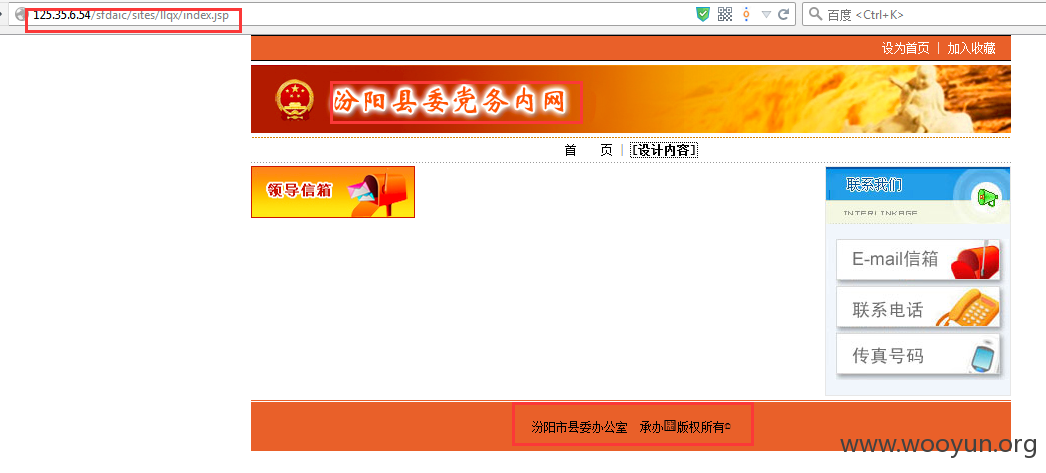 125.35.6.54/sfdaic/sites/llqx/index.jsp
百度 <Ctrl+K>
设为首页 | 加入收藏
汾阳县委党务内网
首 页 | [设计内容]
领导信箱
联系我们
INTERLINKAGE
E-mail信箱
联系电话
传真号码
汾阳市县委办公室 承办 版权所有©
www.wooyun.org